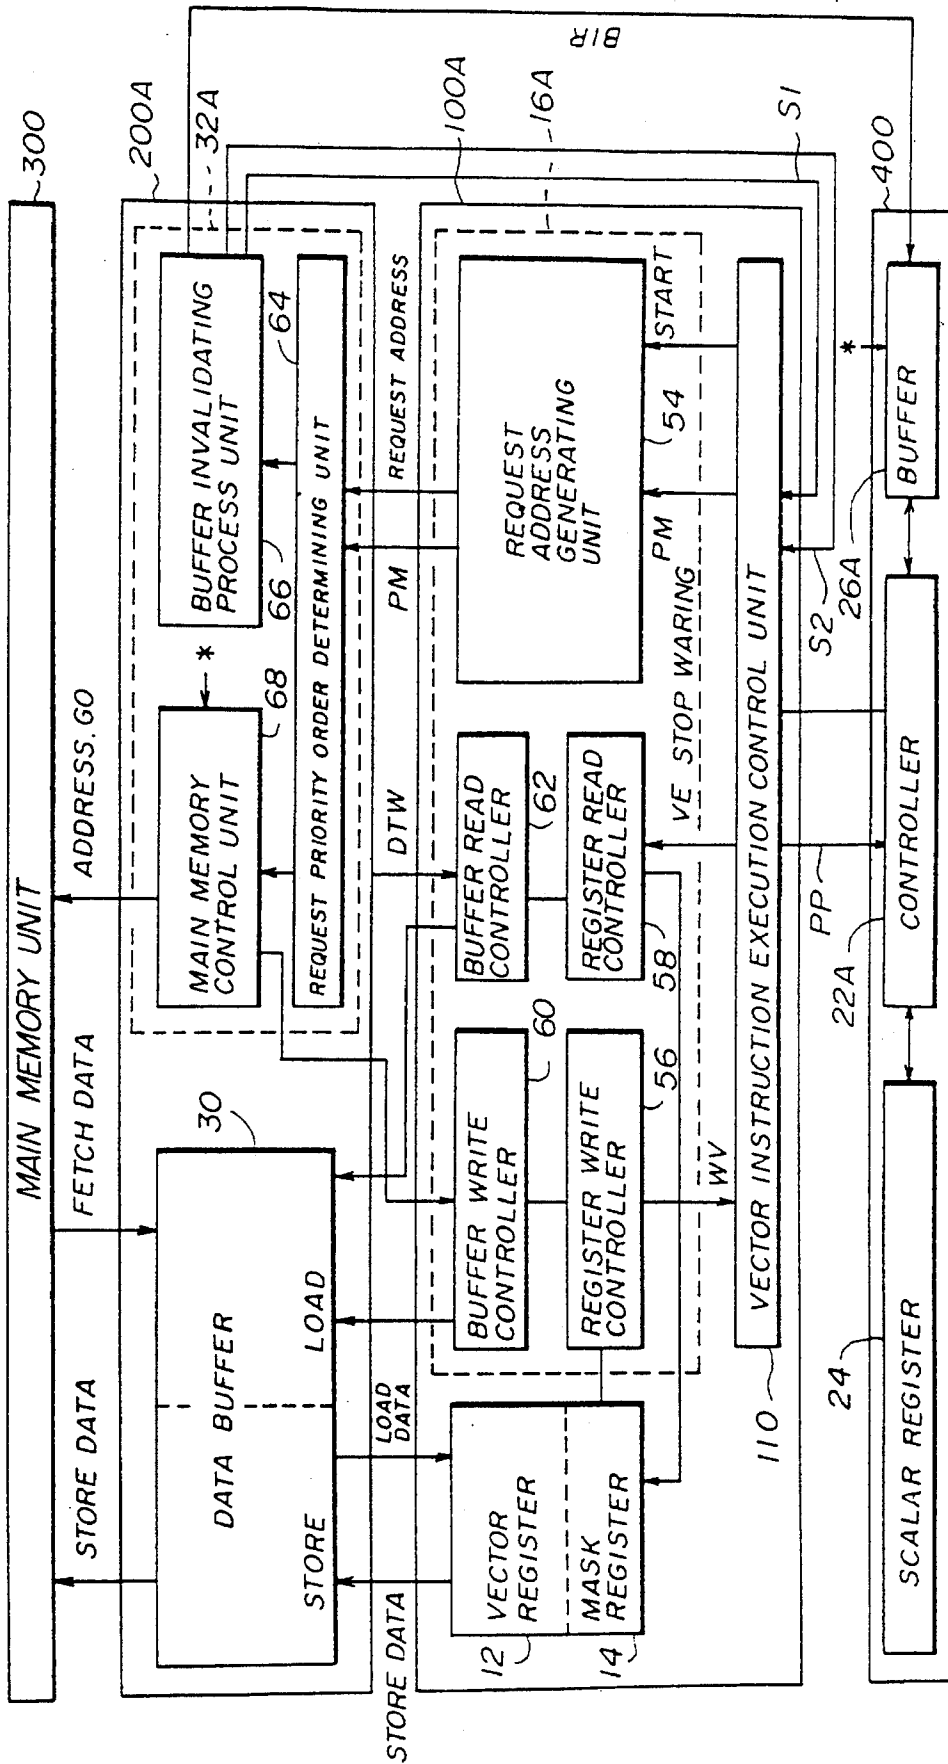 MAIN MEMORY UNIT
300
STORE DATA
FETCH DATA
ADDRESS, GO
200A
32A
DATA BUFFER
30
STORE
LOAD
MAIN MEMORY
CONTROL UNIT
68
*
BUFFER INVALIDATING
PROCESS UNIT
66
64
REQUEST PRIORITY ORDER DETERMINING UNIT
BIR
STORE DATA
LOAD
DATA
DTW
PM
REQUEST ADDRESS
100A
16A
VECTOR
REGISTER
12
MASK
REGISTER
14
BUFFER WRITE
CONTROLLER
60
REGISTER WRITE
CONTROLLER
56
BUFFER READ
CONTROLLER
62
REGISTER READ
CONTROLLER
58
REQUEST
ADDRESS
GENERATING
UNIT
54
WV
VE STOP WARING
PM
START
VECTOR INSTRUCTION EXECUTION CONTROL UNIT
110
S1
S2
PP
400
SCALAR REGISTER
24
CONTROLLER
22A
BUFFER
26A
*